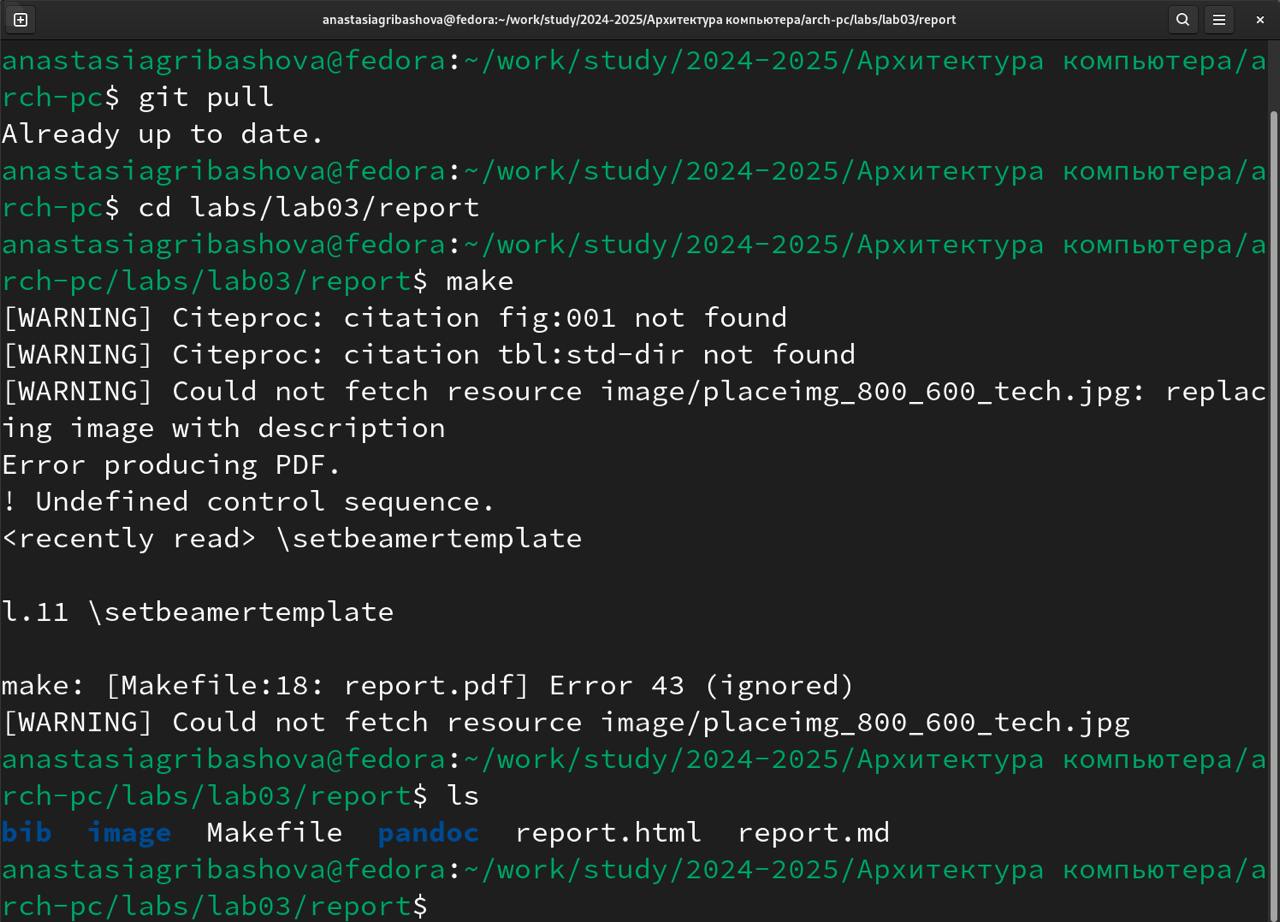 anastasiagribashova@fedora:~/work/study/2024-2025/Архитектура компьютера/arch-pc/labs/lab03/report
anastasiagribashova@fedora:~/work/study/2024-2025/Архитектура компьютера/a
rch-pc$ git pull
Already up to date.
anastasiagribashova@fedora:~/work/study/2024-2025/Архитектура компьютера/a
rch-pc$ cd labs/lab03/report
anastasiagribashova@fedora:~/work/study/2024-2025/Архитектура компьютера/a
rch-pc/labs/lab03/report$ make
[WARNING] Citeproc: citation fig:001 not found
[WARNING] Citeproc: citation tbl:std-dir not found
[WARNING] Could not fetch resource image/placeimg_800_600_tech.jpg: replac
ing image with description
Error producing PDF.
! Undefined control sequence.
<recently read> \setbeamertemplate
l.11 \setbeamertemplate
make: [Makefile:18: report.pdf] Error 43 (ignored)
[WARNING] Could not fetch resource image/placeimg_800_600_tech.jpg
anastasiagribashova@fedora:~/work/study/2024-2025/Архитектура компьютера/a
rch-pc/labs/lab03/report$ ls
bib  image  Makefile  pandoc  report.html  report.md
anastasiagribashova@fedora:~/work/study/2024-2025/Архитектура компьютера/a
rch-pc/labs/lab03/report$